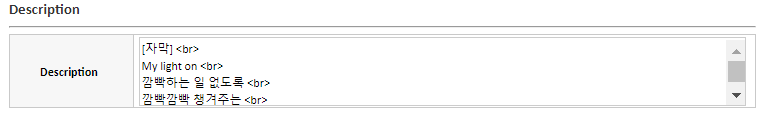 Description
Description
[자막] <br>
My light on <br>
깜빡하는 일 없도록 <br>
깜빡깜빡 챙겨주는 <br>